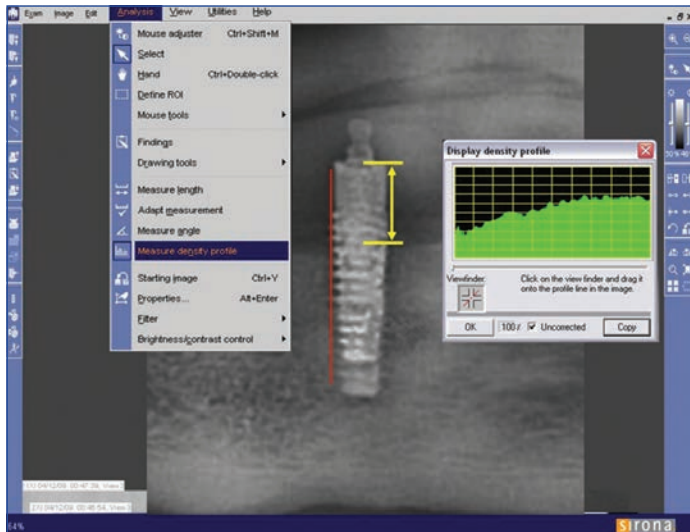 Exam Image Edit Analysis View Utilities Help
Mouse adjuster Ctrl+Shift+M
Select
Hand Ctrl+Double-click
Define ROI
Mouse tools
Findings
Drawing tools
Measure length
Adapt measurement
Measure angle
Measure density profile
Starting image Ctrl+V
Properties... Alt+Enter
Filter
Brightness/contrast control
Display density profile
Viewfinder:
Click on the view finder and drag it
onto the profile line in the image.
OK 100% Uncorrected Copy
sirona